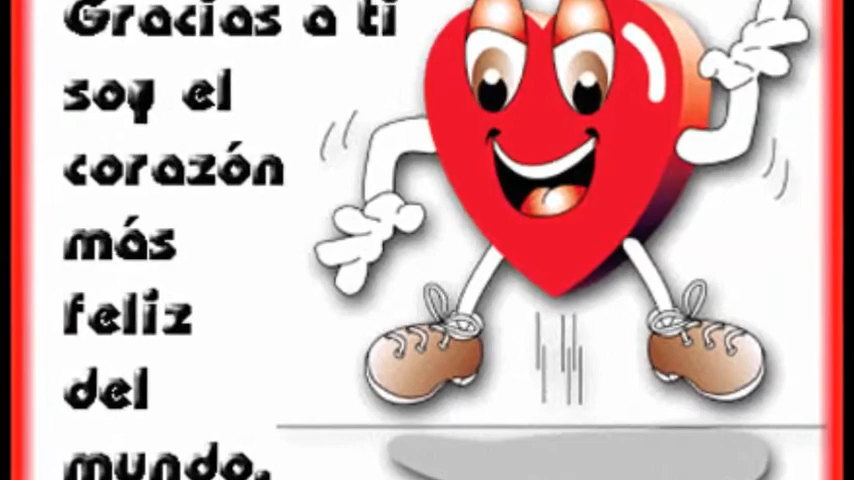 Gracias a ti
soy el
corazón
más
feliz
del
mundo.